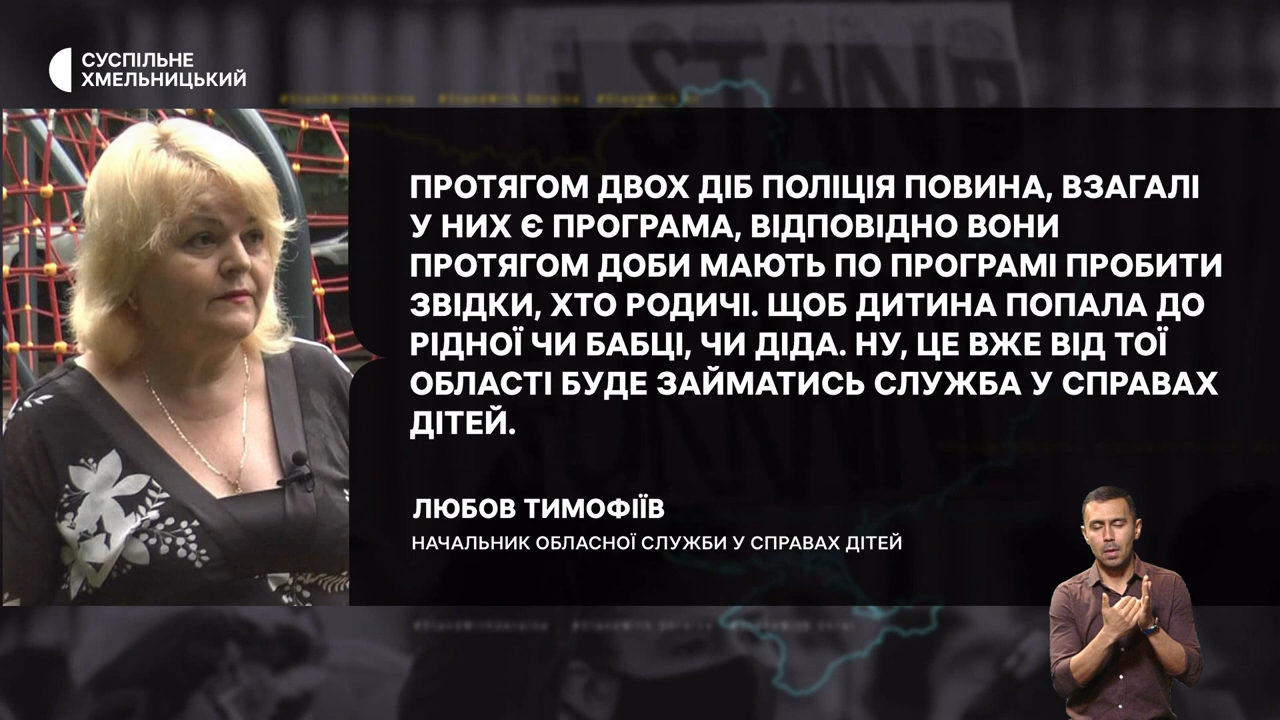 СУСПІЛЬНЕ
ХМЕЛЬНИЦЬКИЙ
I STAND
ПРОТЯГОМ ДВОХ ДІБ ПОЛІЦІЯ ПОВИНА, ВЗАГАЛІ
У НИХ Є ПРОГРАМА, ВІДПОВІДНО ВОНИ
ПРОТЯГОМ ДОБИ МАЮТЬ ПО ПРОГРАМІ ПРОБИТИ
ЗВІДКИ, ХТО РОДИЧІ. ЩОБ ДИТИНА ПОПАЛА ДО
РІДНОЇ ЧИ БАБЦІ, ЧИ ДІДА. НУ, ЦЕ ВЖЕ ВІД ТОЇ
ОБЛАСТІ БУДЕ ЗАЙМАТИСЬ СЛУЖБА У СПРАВАХ
ДІТЕЙ.
ЛЮБОВ ТИМОФІЇВ
НАЧАЛЬНИК ОБЛАСНОЇ СЛУЖБИ У СПРАВАХ ДІТЕЙ